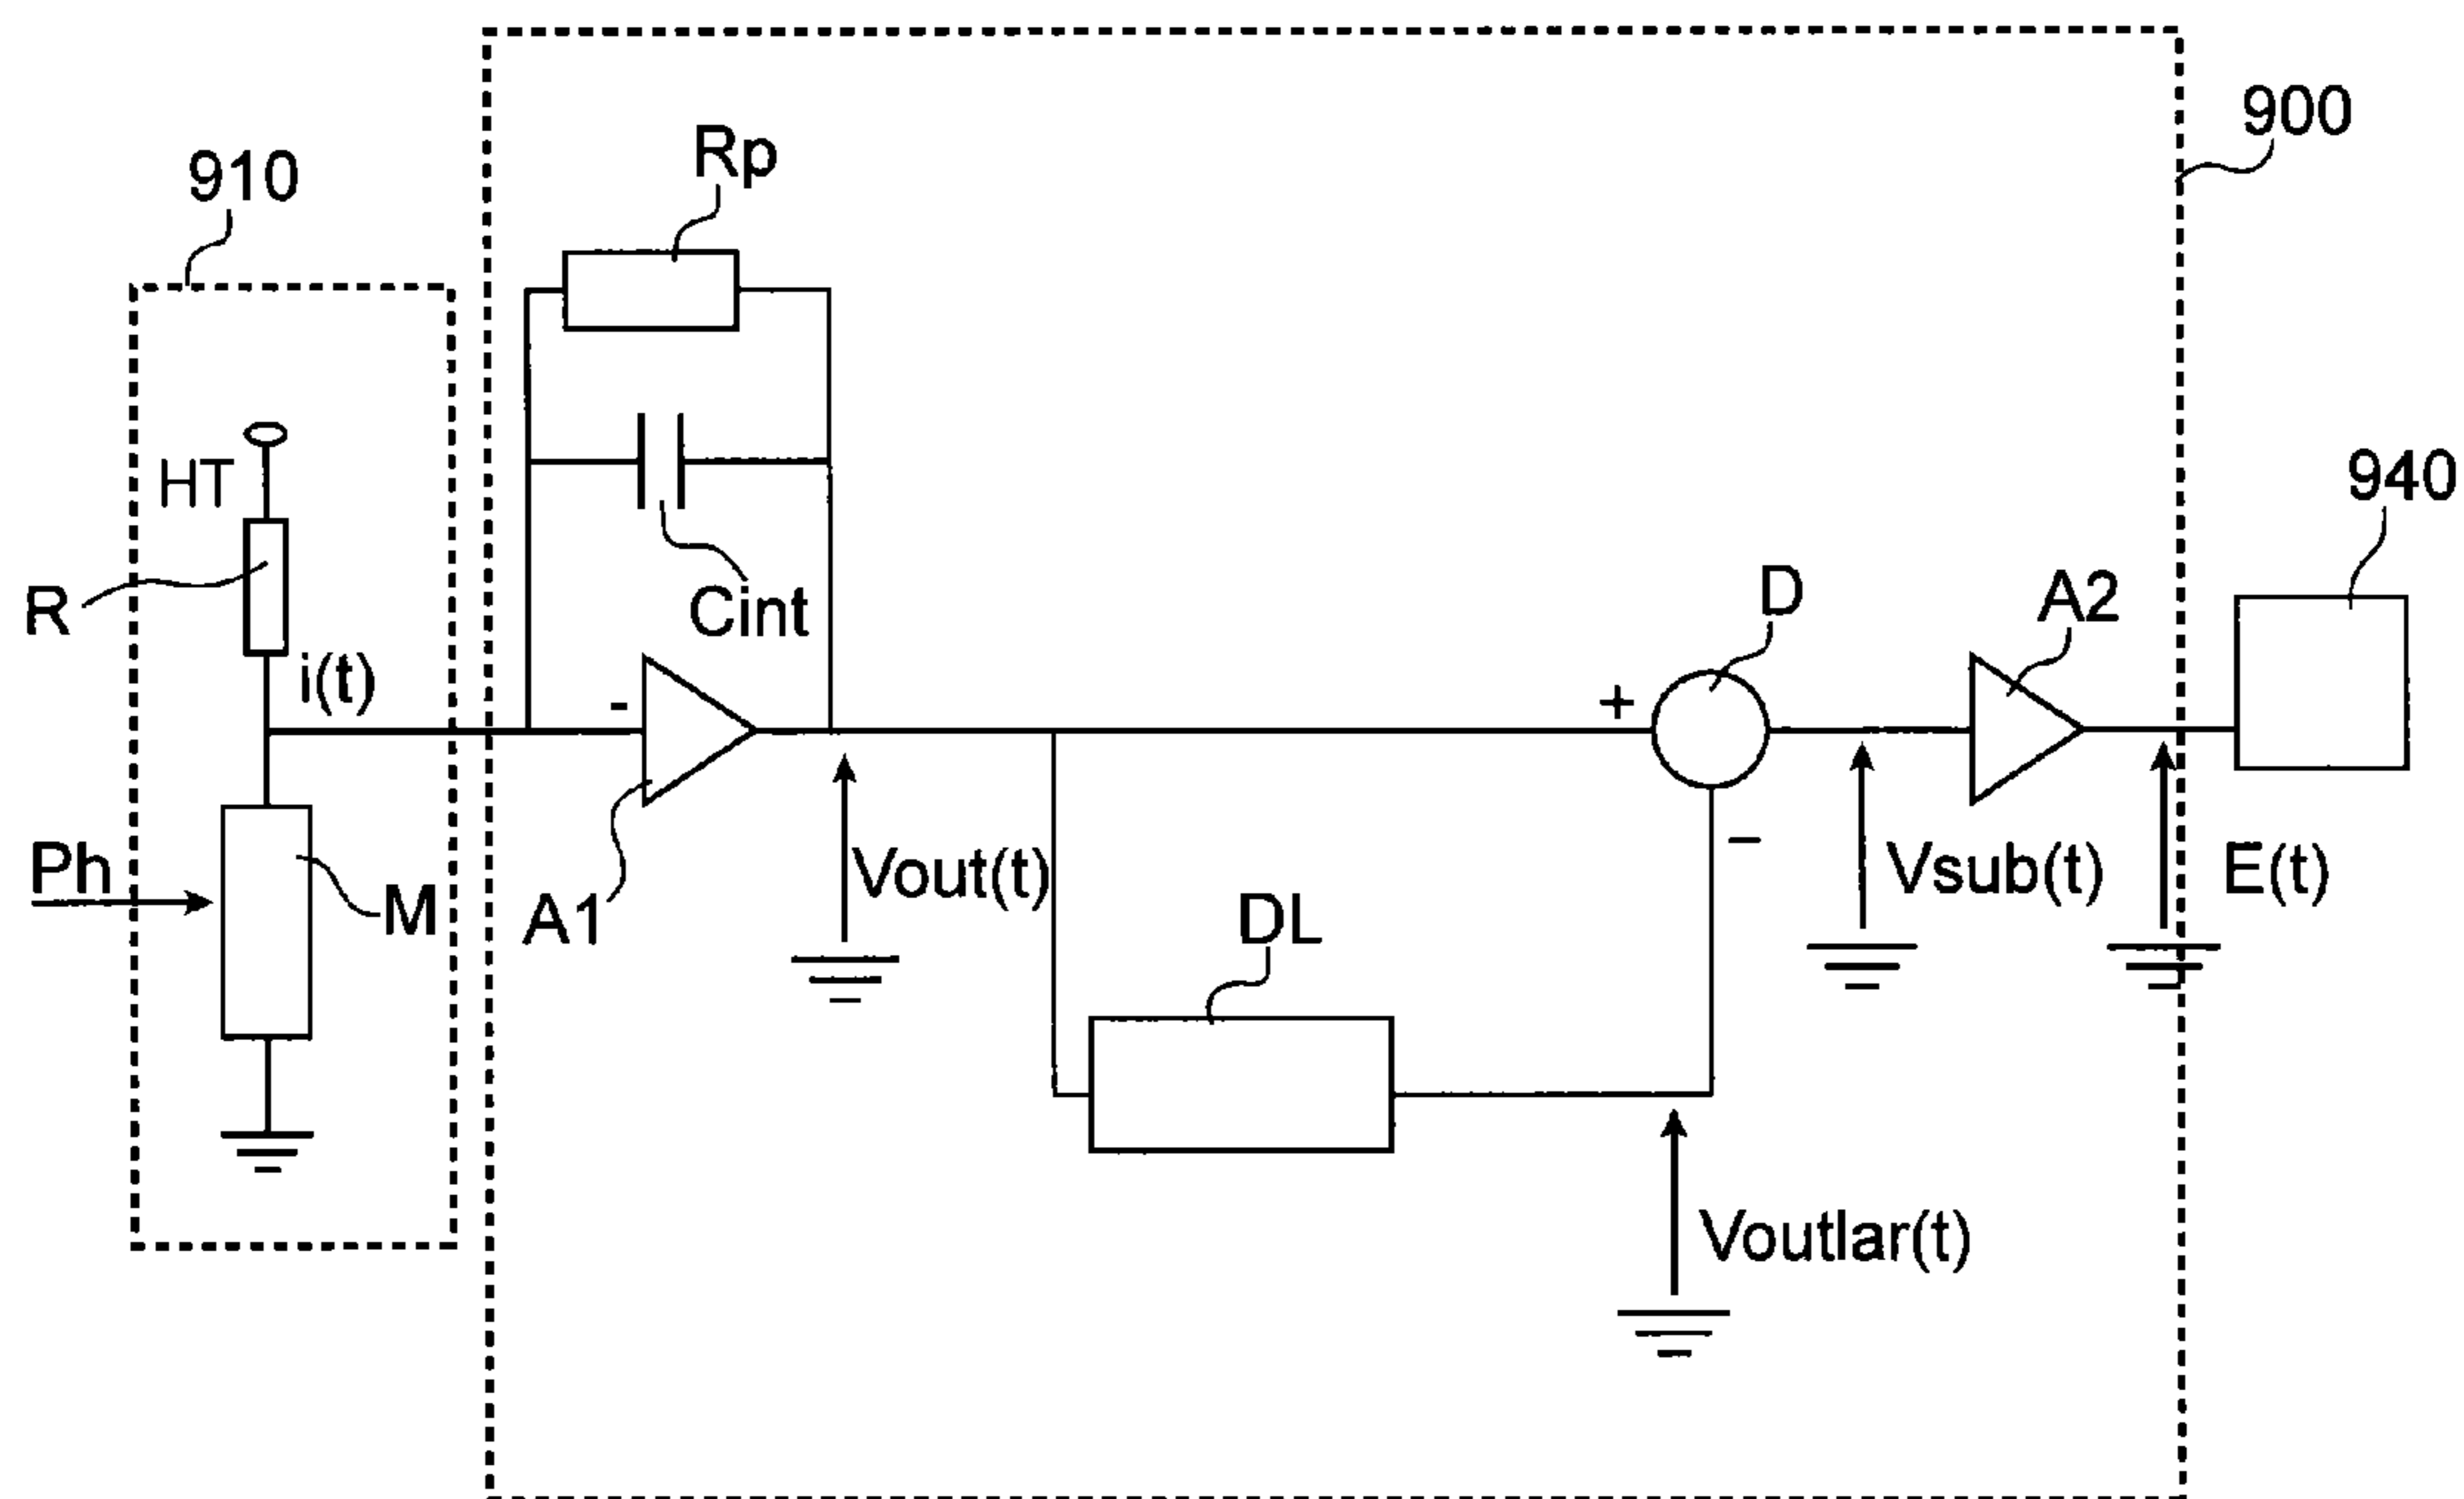 900
910
Rp
HT
940
R
Cint
D
A2
i(t)
-
+
Ph
M
A1
Vout(t)
DL
–
Vsub(t)
E(t)
Voutlar(t)